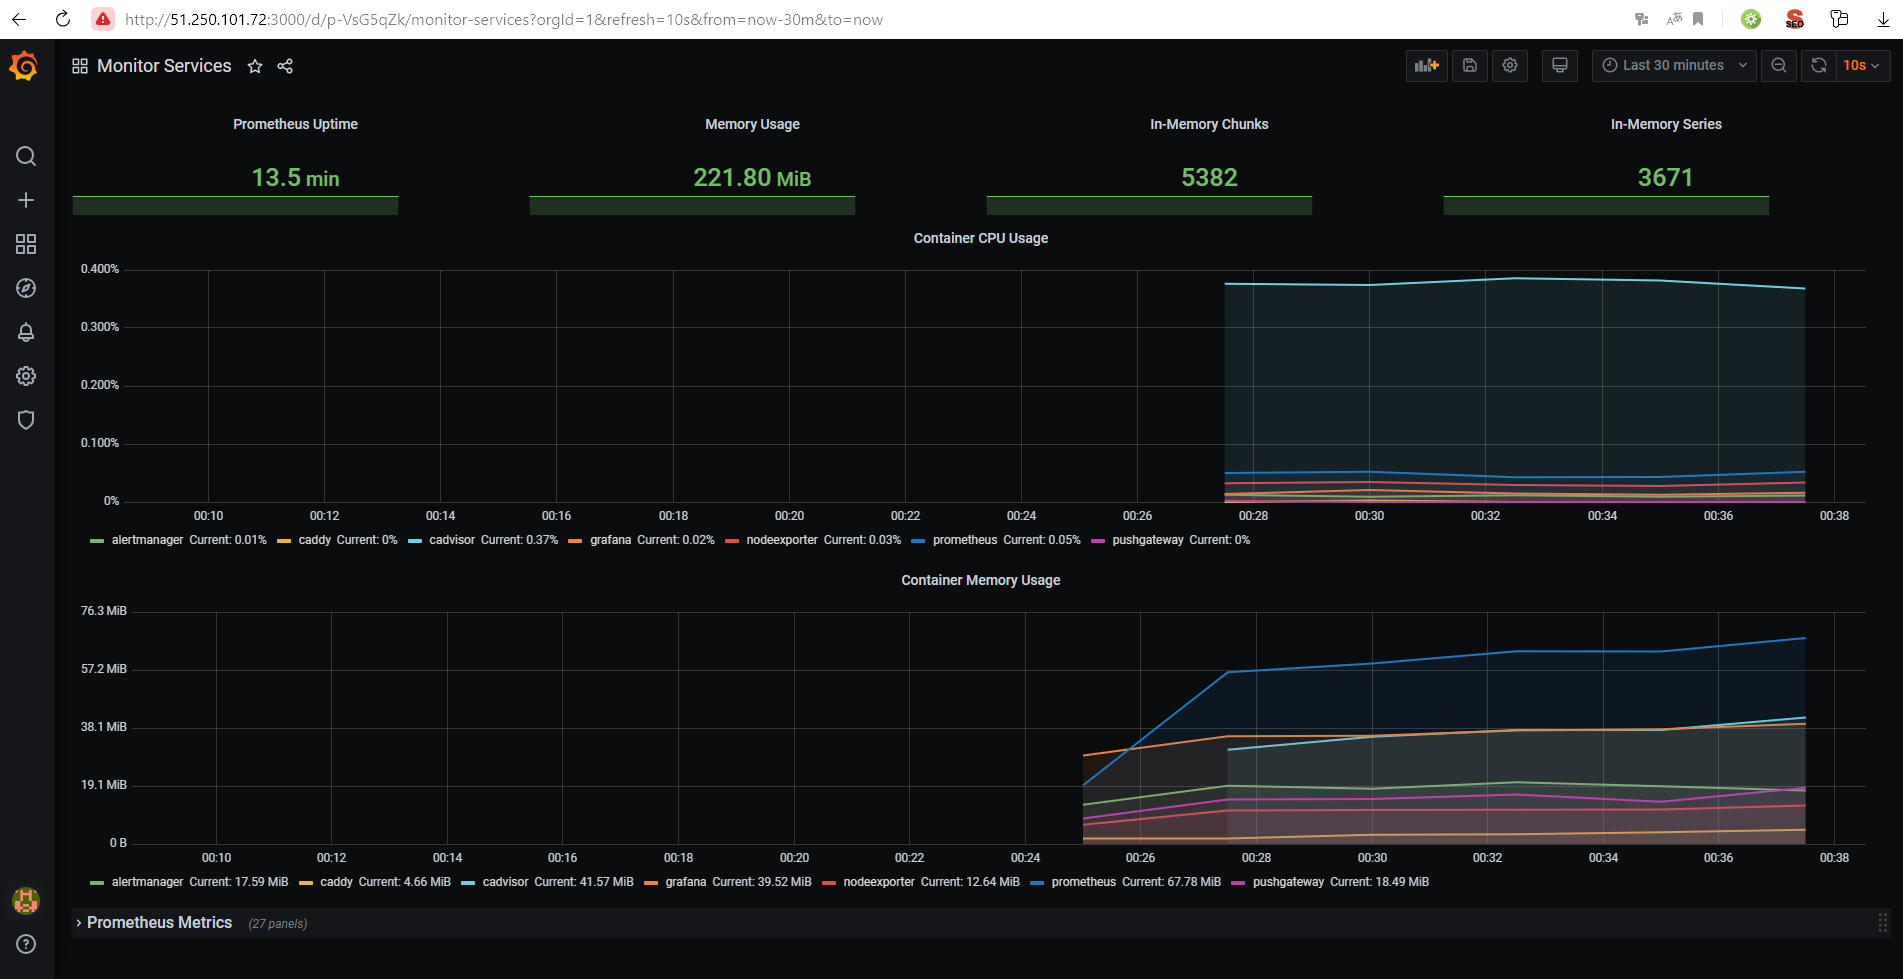 http://51.250.101.72:3000/d/p-VsG5qZk/monitor-services?orgId=1&refresh=10s&from=now-30m&to=now
SEO
Monitor Services
Last 30 minutes
10s
Prometheus Uptime
Memory Usage
In-Memory Chunks
In-Memory Series
13.5 min
221.80 MiB
5382
3671
Container CPU Usage
0.400%
0.300%
0.200%
0.100%
0%
00:10 00:12 00:14 00:16 00:18 00:20 00:22 00:24 00:26 00:28 00:30 00:32 00:34 00:36 00:38
alertmanager Current: 0.01% caddy Current: 0% cadvisor Current: 0.37% grafana Current: 0.02% nodeexporter Current: 0.03% prometheus Current: 0.05% pushgateway Current: 0%
Container Memory Usage
76.3 MiB
57.2 MiB
38.1 MiB
19.1 MiB
0 B
00:10 00:12 00:14 00:16 00:18 00:20 00:22 00:24 00:26 00:28 00:30 00:32 00:34 00:36 00:38
alertmanager Current: 17.59 MiB caddy Current: 4.66 MiB cadvisor Current: 41.57 MiB grafana Current: 39.52 MiB nodeexporter Current: 12.64 MiB prometheus Current: 67.78 MiB pushgateway Current: 18.49 MiB
Prometheus Metrics (27 panels)